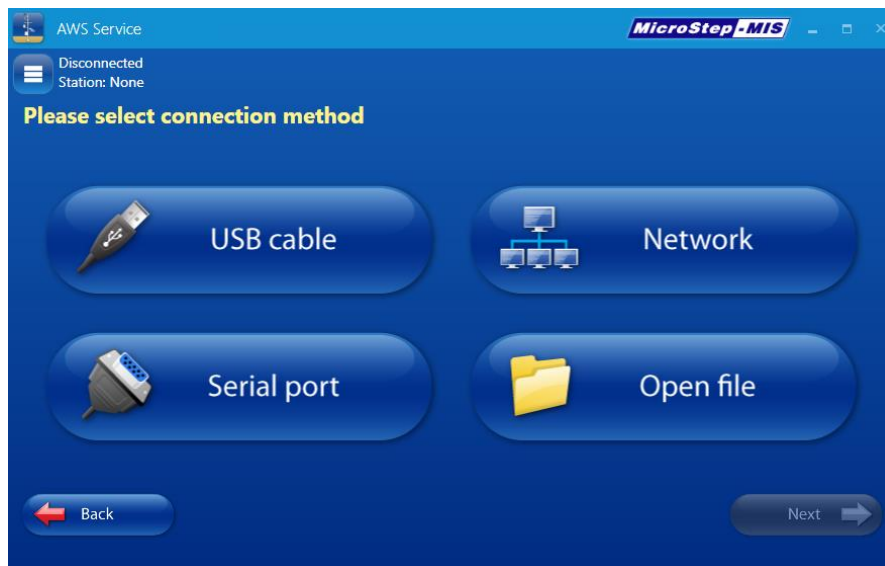 AWS Service
MicroStep-MIS
Disconnected
Station: None
Please select connection method
USB cable
Network
Serial port
Open file
Back
Next